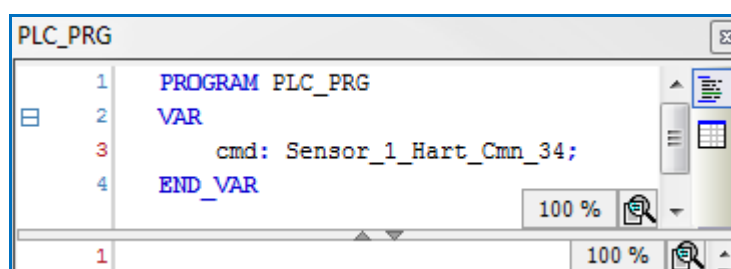 PLC_PRG
1 PROGRAM PLC_PRG
2 VAR
3 cmd: Sensor_1_Hart_Cmn_34;
4 END_VAR
100 %
1
100 %